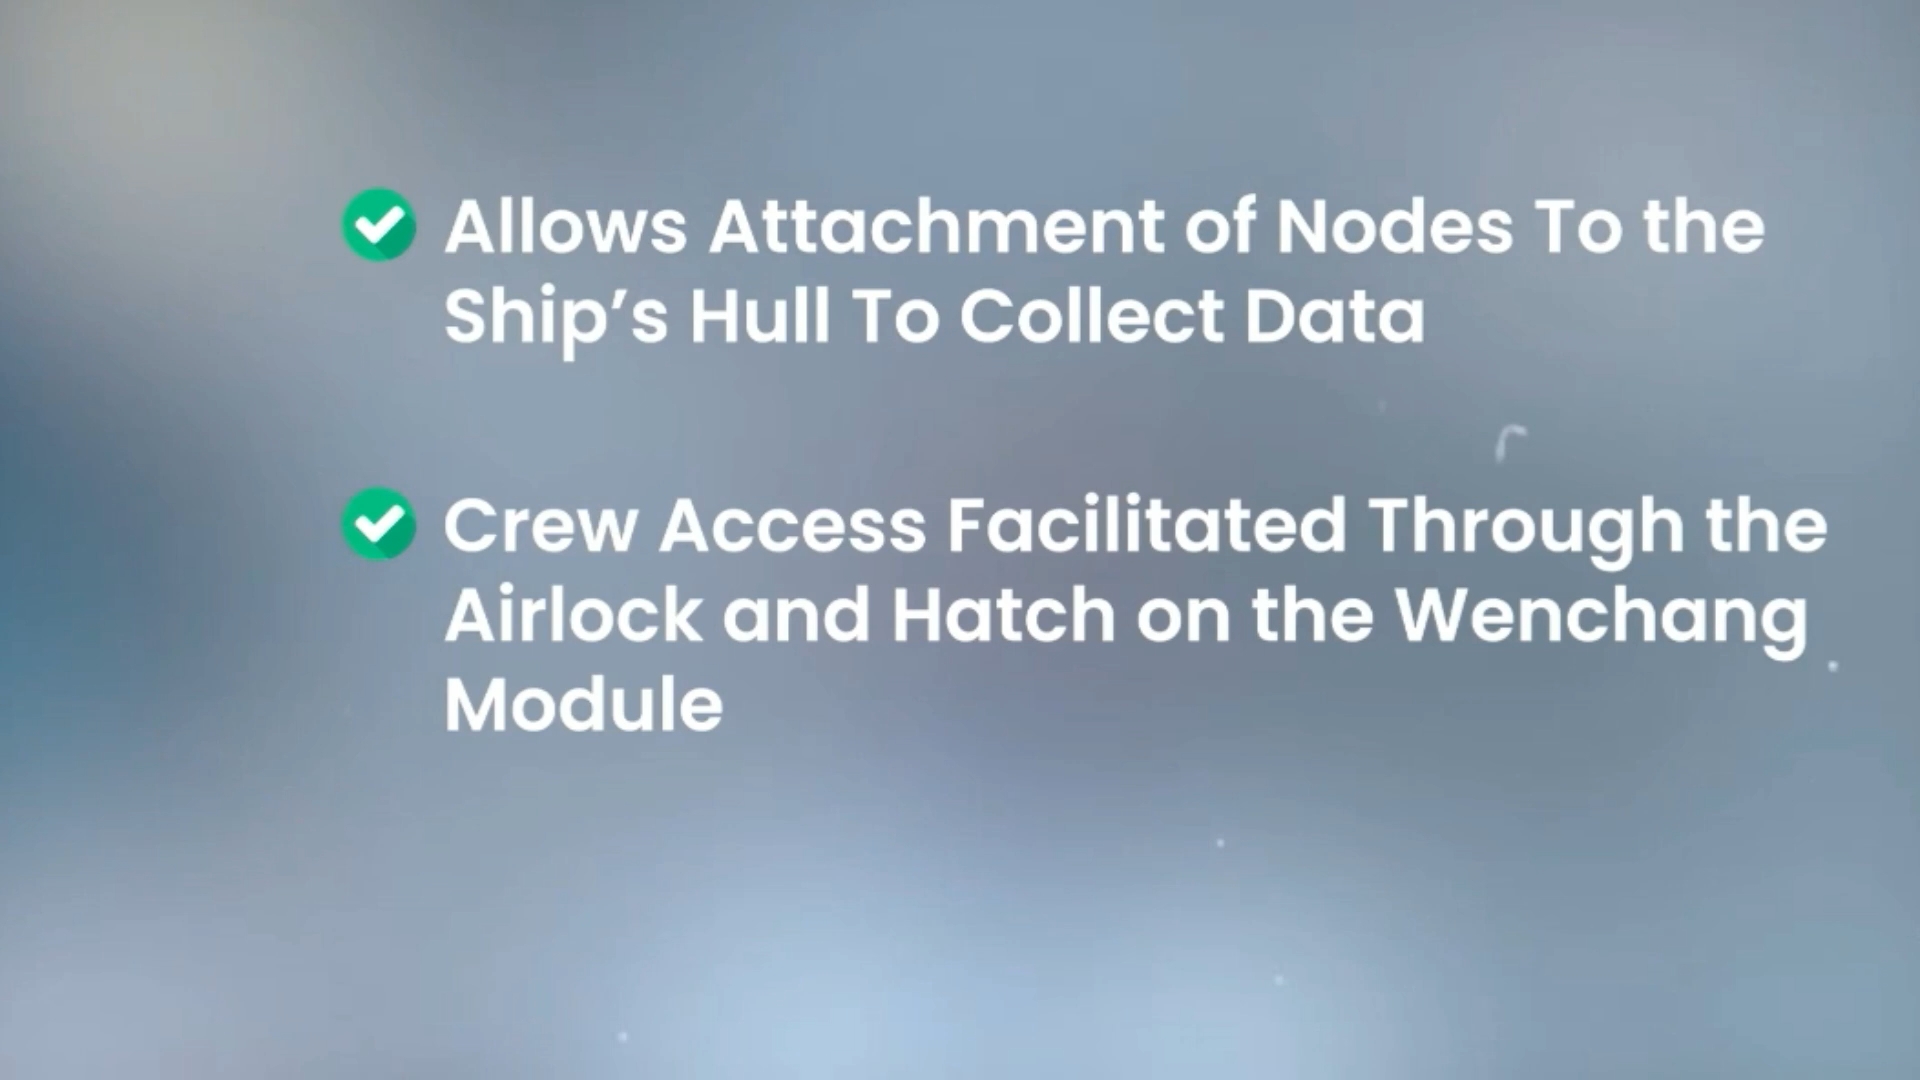 Allows Attachment of Nodes To the
Ship’s Hull To Collect Data
Crew Access Facilitated Through the
Airlock and Hatch on the Wenchang
Module